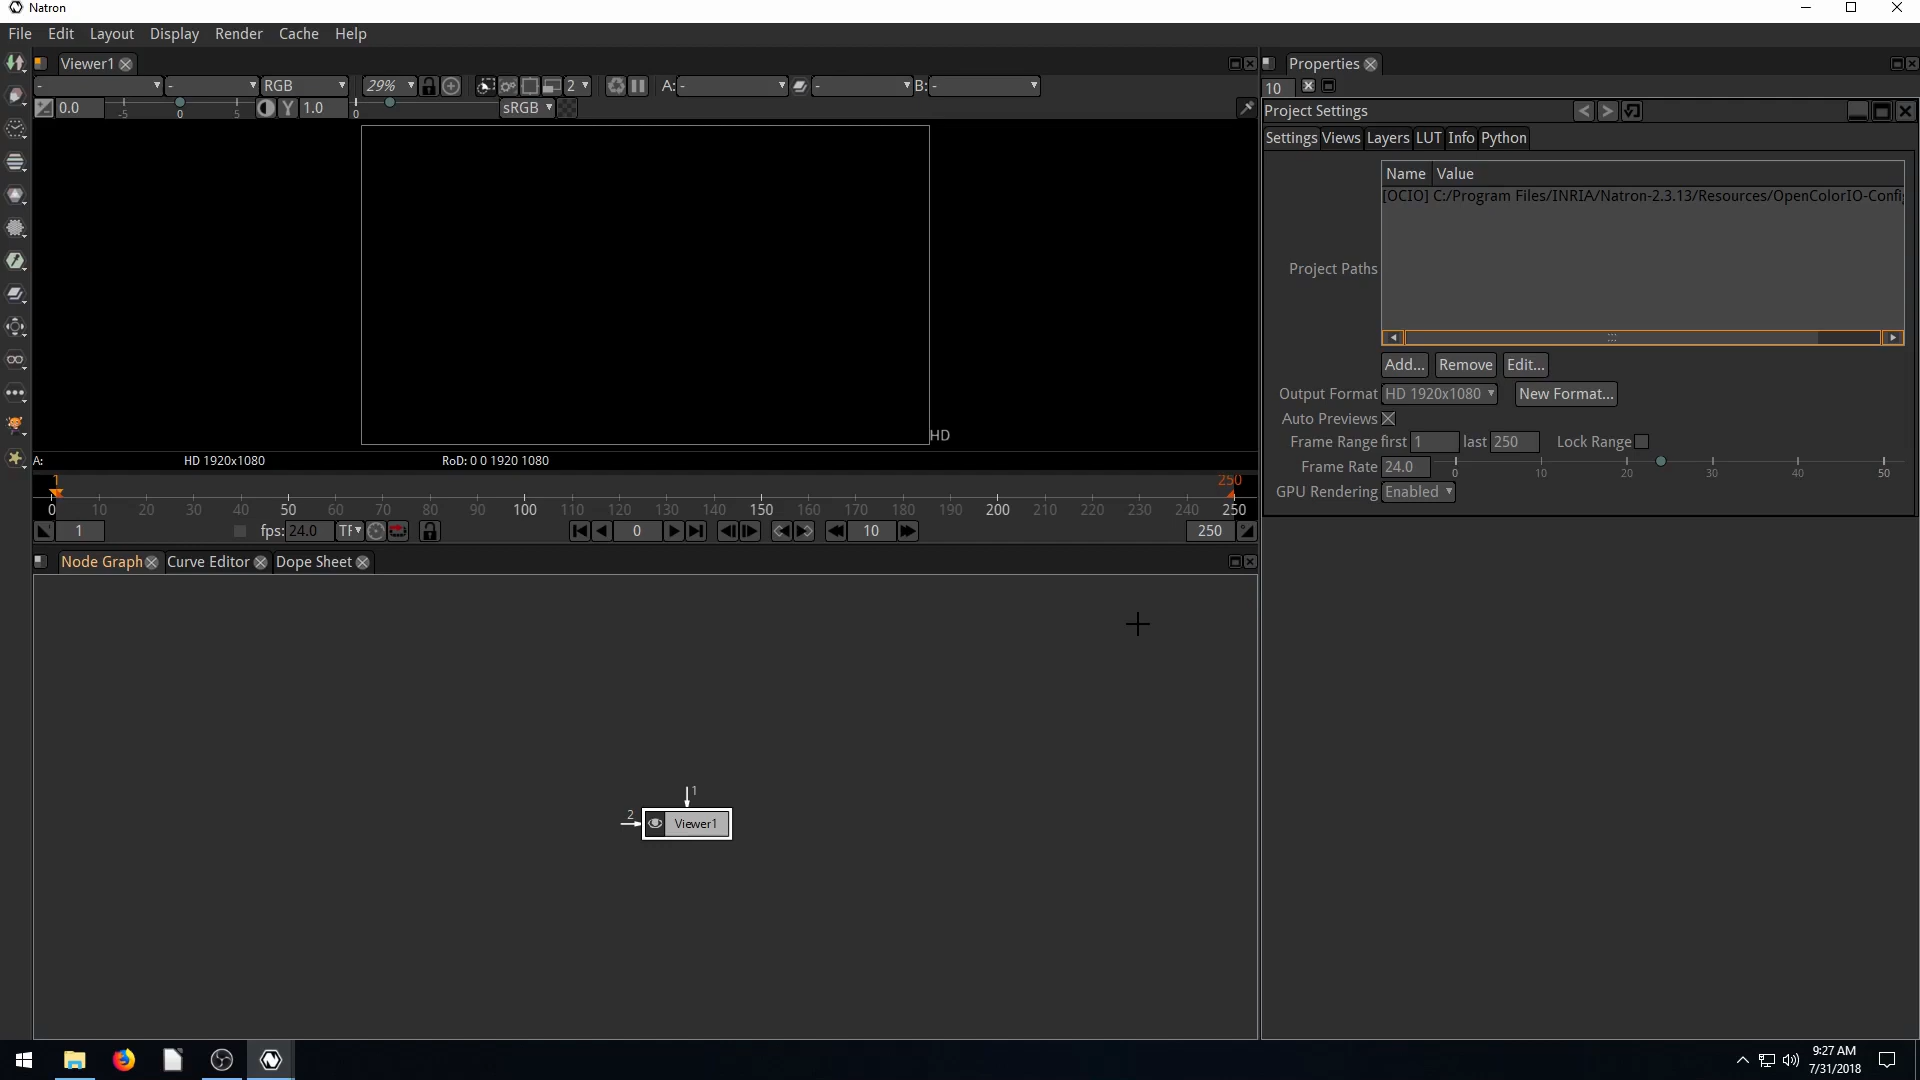 Natron
File Edit Layout Display Render Cache Help
Viewer1
- - RGB 29% 2 A: - - B: -
0.0 -5 0 5 Y 1.0 0 sRGB
HD
A: HD 1920x1080 RoD: 0 0 1920 1080
1 250
0 10 20 30 40 50 60 70 80 90 100 110 120 130 140 150 160 170 180 190 200 210 220 230 240 250
1 fps: 24.0 TF 0 10 250
Node Graph Curve Editor Dope Sheet
1
2
Viewer1
Properties
10
Project Settings
Settings Views Layers LUT Info Python
Name Value
[OCIO] C:/Program Files/INRIA/Natron-2.3.13/Resources/OpenColorIO-Config
Project Paths
Add... Remove Edit...
Output Format HD 1920x1080 New Format...
Auto Previews
Frame Range first 1 last 250 Lock Range
Frame Rate 24.0 0 10 20 30 40 50
GPU Rendering Enabled
9:27 AM
7/31/2018